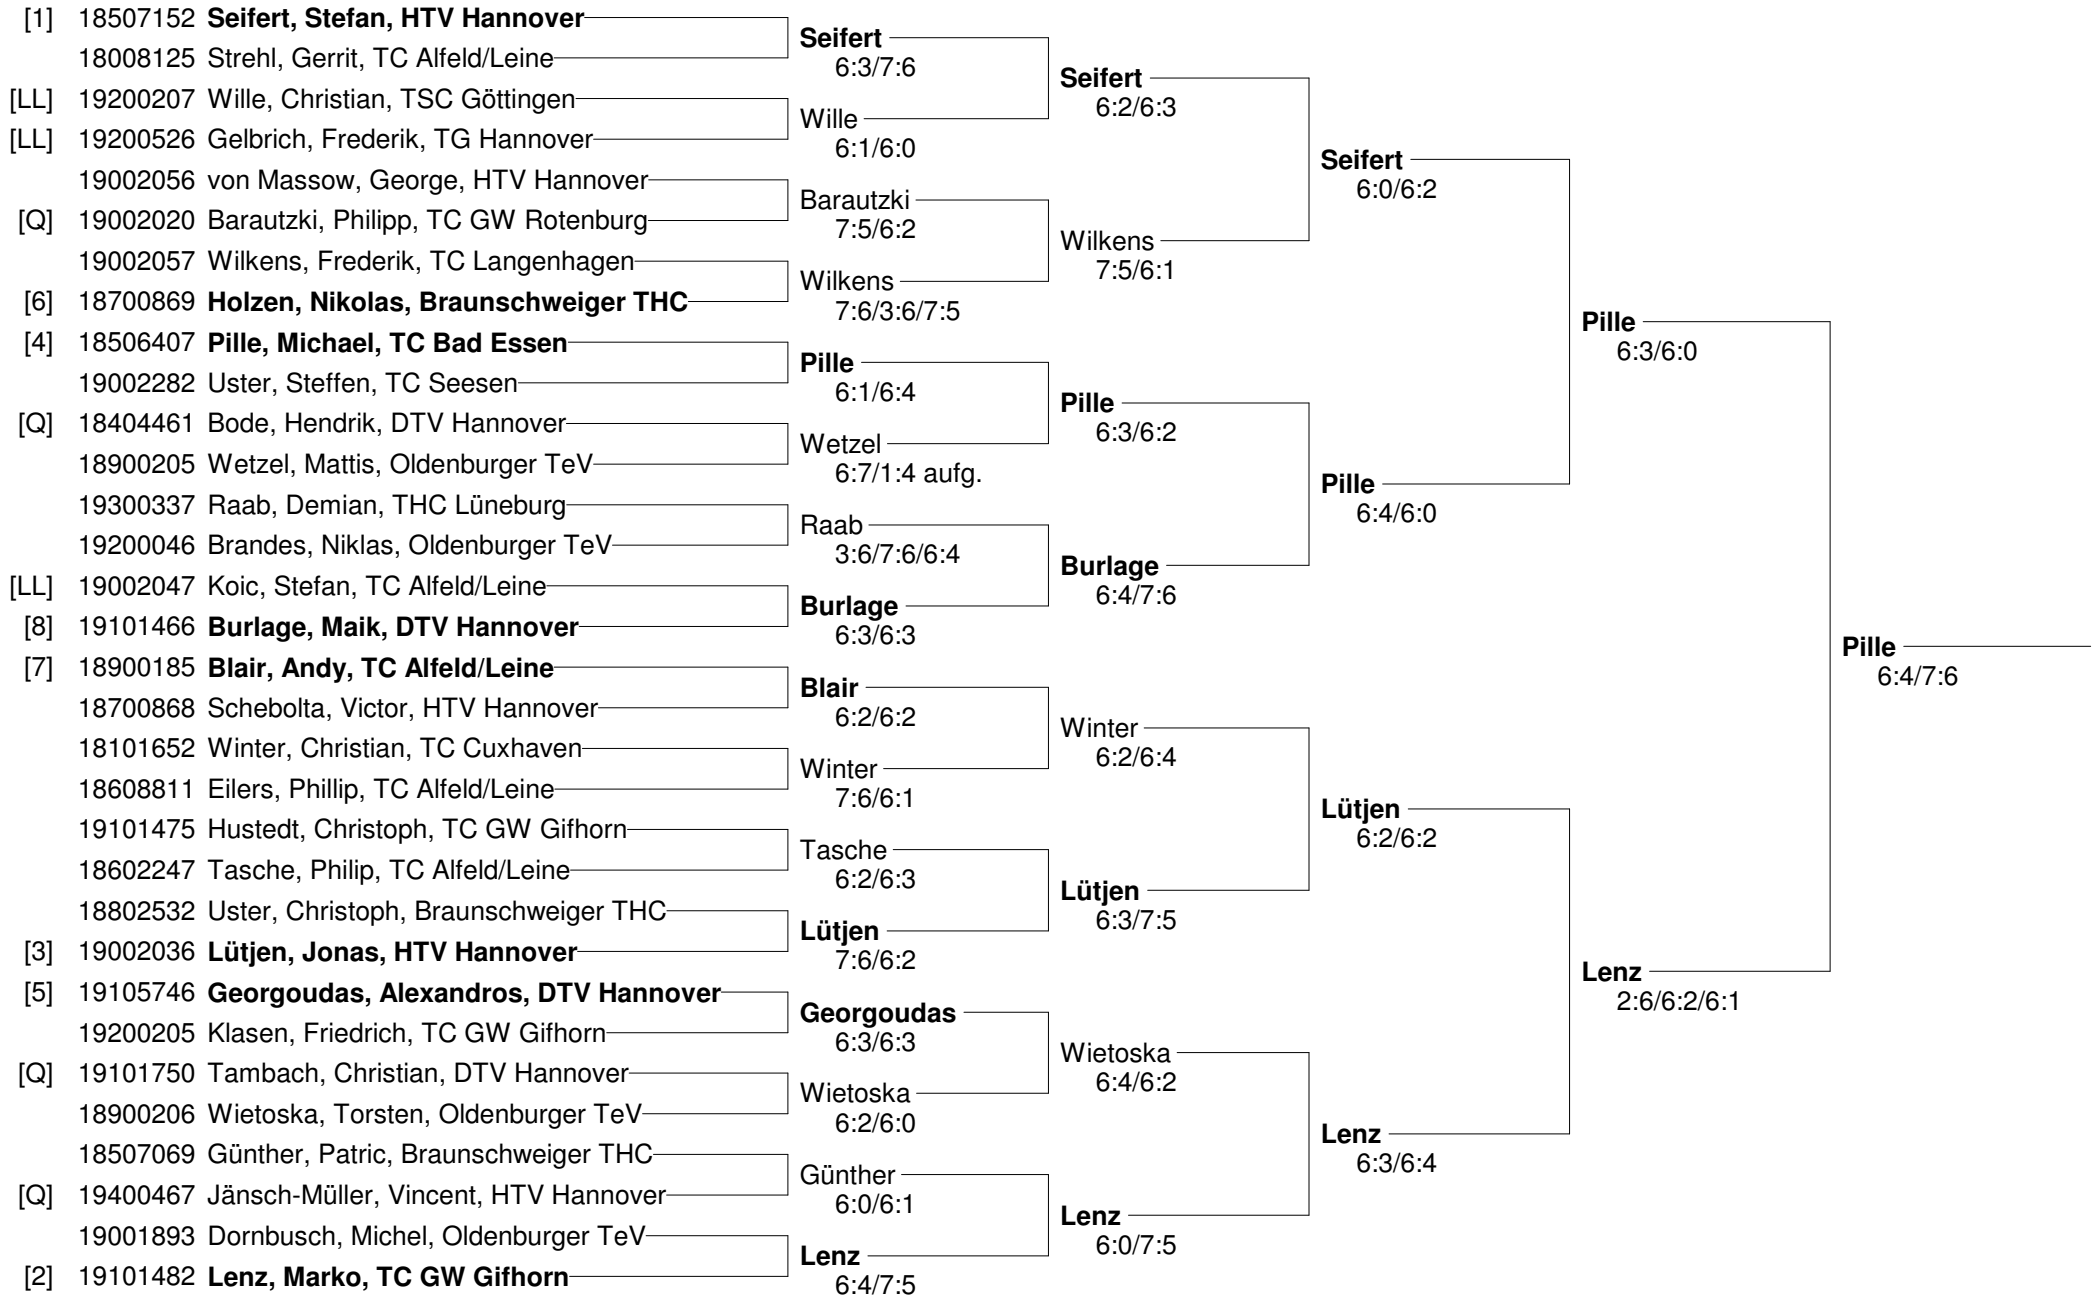 [1] 18507152 Seifert, Stefan, HTV Hannover
18008125 Strehl, Gerrit, TC Alfeld/Leine
[LL] 19200207 Wille, Christian, TSC Göttingen
[LL] 19200526 Gelbrich, Frederik, TG Hannover
19002056 von Massow, George, HTV Hannover
[Q] 19002020 Barautzki, Philipp, TC GW Rotenburg
19002057 Wilkens, Frederik, TC Langenhagen
[6] 18700869 Holzen, Nikolas, Braunschweiger THC
[4] 18506407 Pille, Michael, TC Bad Essen
19002282 Uster, Steffen, TC Seesen
[Q] 18404461 Bode, Hendrik, DTV Hannover
18900205 Wetzel, Mattis, Oldenburger TeV
19300337 Raab, Demian, THC Lüneburg
19200046 Brandes, Niklas, Oldenburger TeV
[LL] 19002047 Koic, Stefan, TC Alfeld/Leine
[8] 19101466 Burlage, Maik, DTV Hannover
[7] 18900185 Blair, Andy, TC Alfeld/Leine
18700868 Schebolta, Victor, HTV Hannover
18101652 Winter, Christian, TC Cuxhaven
18608811 Eilers, Phillip, TC Alfeld/Leine
19101475 Hustedt, Christoph, TC GW Gifhorn
18602247 Tasche, Philip, TC Alfeld/Leine
18802532 Uster, Christoph, Braunschweiger THC
[3] 19002036 Lütjen, Jonas, HTV Hannover
[5] 19105746 Georgoudas, Alexandros, DTV Hannover
19200205 Klasen, Friedrich, TC GW Gifhorn
[Q] 19101750 Tambach, Christian, DTV Hannover
18900206 Wietoska, Torsten, Oldenburger TeV
18507069 Günther, Patric, Braunschweiger THC
[Q] 19400467 Jänsch-Müller, Vincent, HTV Hannover
19001893 Dornbusch, Michel, Oldenburger TeV
[2] 19101482 Lenz, Marko, TC GW Gifhorn
Seifert
6:3/7:6
Wille
6:1/6:0
Barautzki
7:5/6:2
Wilkens
7:6/3:6/7:5
Pille
6:1/6:4
Wetzel
6:7/1:4 aufg.
Raab
3:6/7:6/6:4
Burlage
6:3/6:3
Blair
6:2/6:2
Winter
7:6/6:1
Tasche
6:2/6:3
Lütjen
7:6/6:2
Georgoudas
6:3/6:3
Wietoska
6:2/6:0
Günther
6:0/6:1
Lenz
6:4/7:5
Seifert
6:2/6:3
Wilkens
7:5/6:1
Pille
6:3/6:2
Burlage
6:4/7:6
Winter
6:2/6:4
Lütjen
6:3/7:5
Wietoska
6:4/6:2
Lenz
6:0/7:5
Seifert
6:0/6:2
Pille
6:4/6:0
Lütjen
6:2/6:2
Lenz
6:3/6:4
Pille
6:3/6:0
Lenz
2:6/6:2/6:1
Pille
6:4/7:6